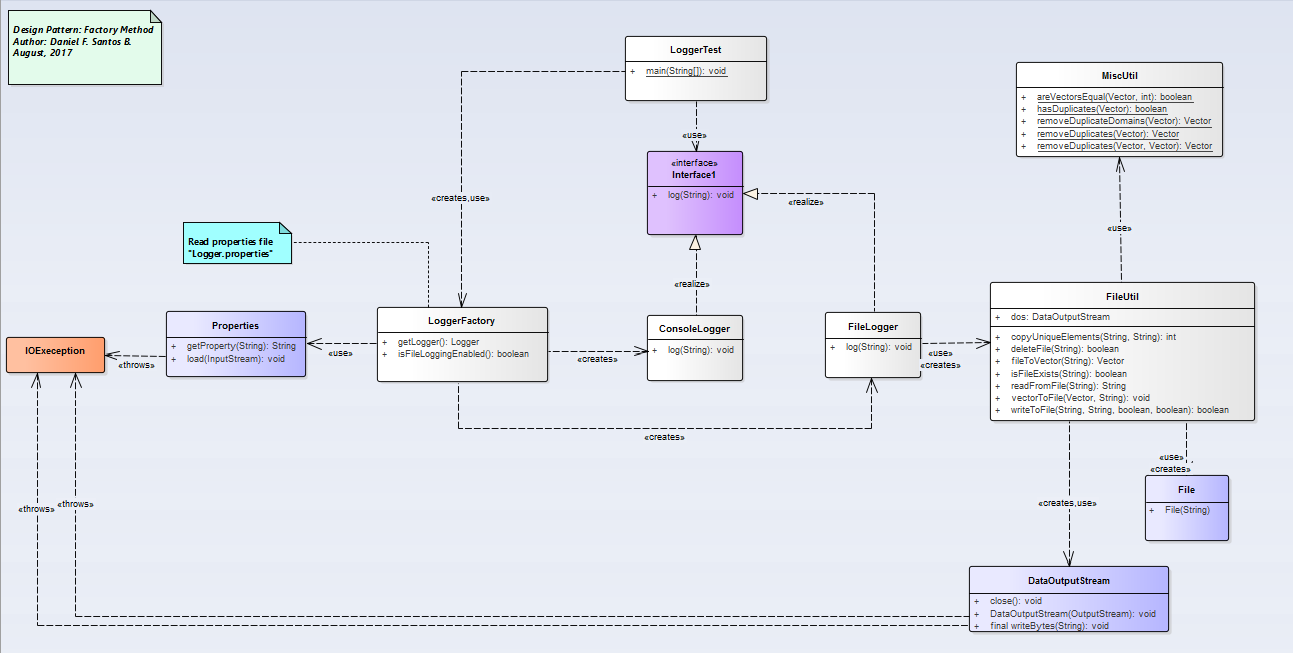 Design Pattern: Factory Method
Author: Daniel F. Santos B.
August, 2017
LoggerTest
+ main(String[]): void
MiscUtil
+ areVectorsEqual(Vector, int): boolean
+ hasDuplicates(Vector): boolean
+ removeDuplicateDomains(Vector): Vector
+ removeDuplicates(Vector): Vector
+ removeDuplicates(Vector, Vector): Vector
«use»
«interface»
Interface1
+ log(String): void
«creates,use»
«realize»
«use»
Read properties file
"Logger.properties"
«realize»
FileUtil
+ dos: DataOutputStream
+ copyUniqueElements(String, String): int
+ deleteFile(String): boolean
+ fileToVector(String): Vector
+ isFileExists(String): boolean
+ readFromFile(String): String
+ vectorToFile(Vector, String): void
+ writeToFile(String, String, boolean, boolean): boolean
IOExeception
«throws»
Properties
+ getProperty(String): String
+ load(InputStream): void
«use»
LoggerFactory
+ getLogger(): Logger
+ isFileLoggingEnabled(): boolean
«creates»
ConsoleLogger
+ log(String): void
FileLogger
+ log(String): void
«use»
«creates»
«creates»
«use»
«creates»
File
+ File(String)
«throws»
«throws»
«creates,use»
DataOutputStream
+ close(): void
+ DataOutputStream(OutputStream): void
+ final writeBytes(String): void